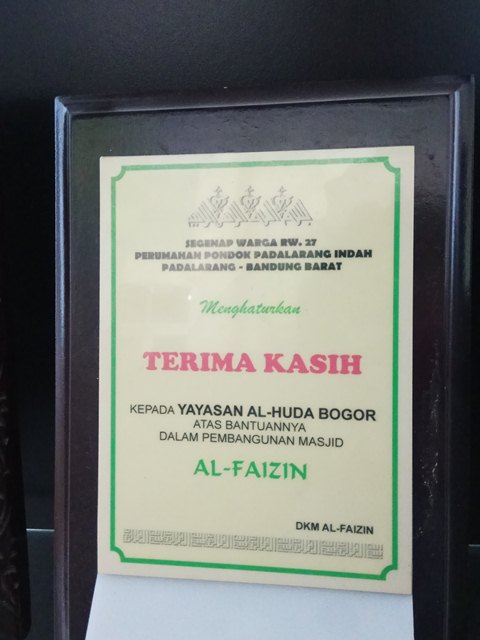 SEGENAP WARGA RW. 27
PERUMAHAN PONDOK PADALARANG INDAH
PADALARANG - BANDUNG BARAT
Menghaturkan
TERIMA KASIH
KEPADA YAYASAN AL-HUDA BOGOR
ATAS BANTUANNYA
DALAM PEMBANGUNAN MASJID
AL-FAIZIN
DKM AL-FAIZIN